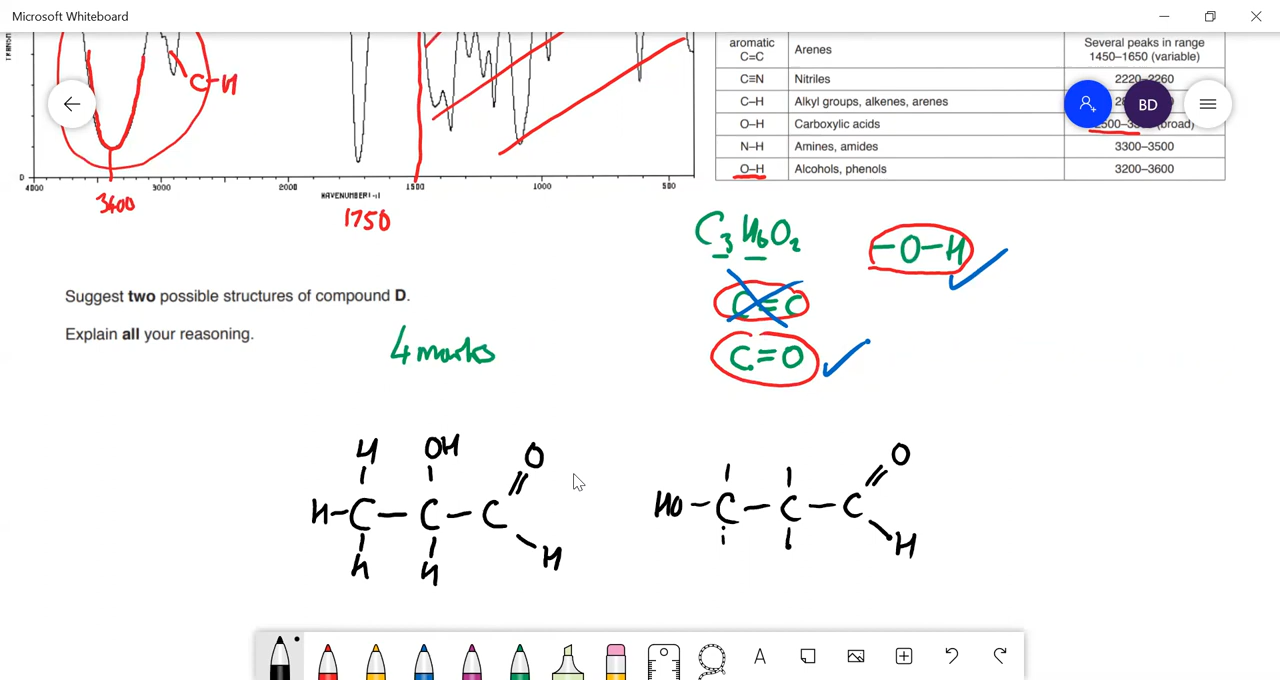 Microsoft Whiteboard
C-H
4000 3000 2000 1500 1000 500
WAVENUMBER(-1)
3400
1750
aromatic C=C Arenes Several peaks in range 1450–1650 (variable)
C≡N Nitriles 2220–2260
C–H Alkyl groups, alkenes, arenes
O–H Carboxylic acids (broad)
N–H Amines, amides 3300–3500
O–H Alcohols, phenols 3200–3600
BD
C3H6O2
-O-H
C=C
C=O
Suggest two possible structures of compound D.
Explain all your reasoning.
4 marks
H OH O
H-C-C-C
H H H
O
HO-C-C-C
H
A